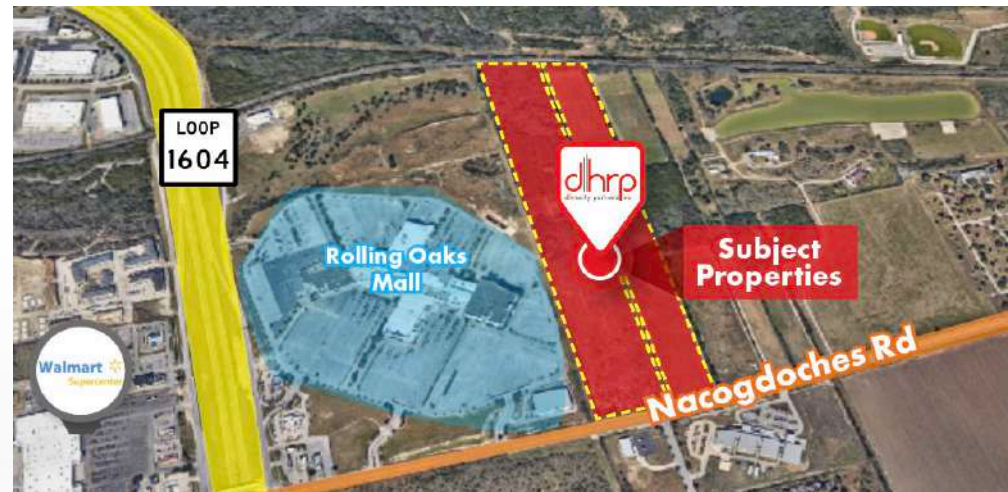 LOOP
1604
dhrp
Rolling Oaks
Mall
Subject
Properties
Walmart
Supercenter
Nacogdoches Rd